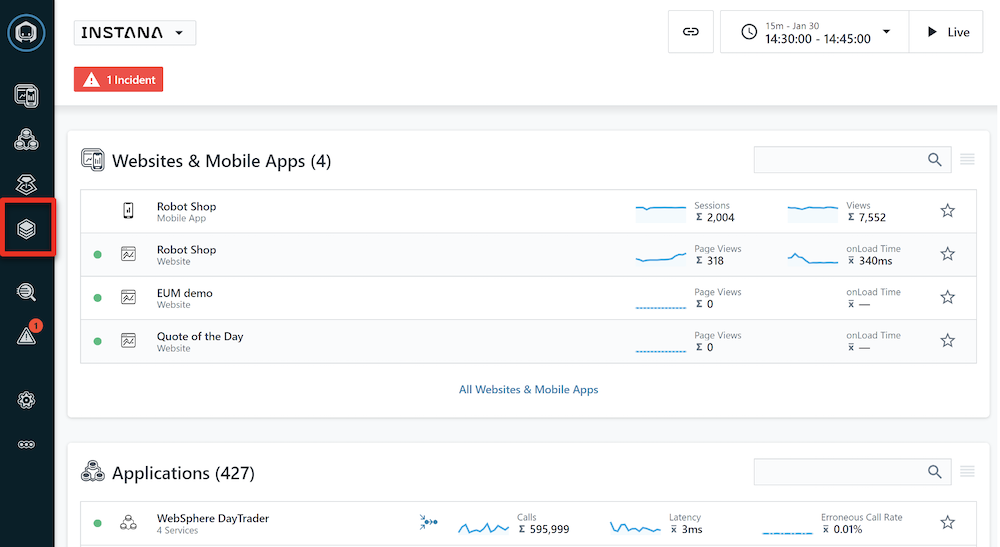 INSTANA
15m - Jan 30
14:30:00 - 14:45:00
Live
1 Incident
Websites & Mobile Apps (4)
Robot Shop
Mobile App
Sessions
Σ 2,004
Views
Σ 7,552
Robot Shop
Website
Page Views
Σ 318
onLoad Time
x̅ 340ms
EUM demo
Website
Page Views
Σ 0
onLoad Time
x̅ —
1
Quote of the Day
Website
Page Views
Σ 0
onLoad Time
x̅ —
All Websites & Mobile Apps
Applications (427)
WebSphere DayTrader
4 Services
Calls
Σ 595,999
Latency
x̅ 3ms
Erroneous Call Rate
x̅ 0.01%